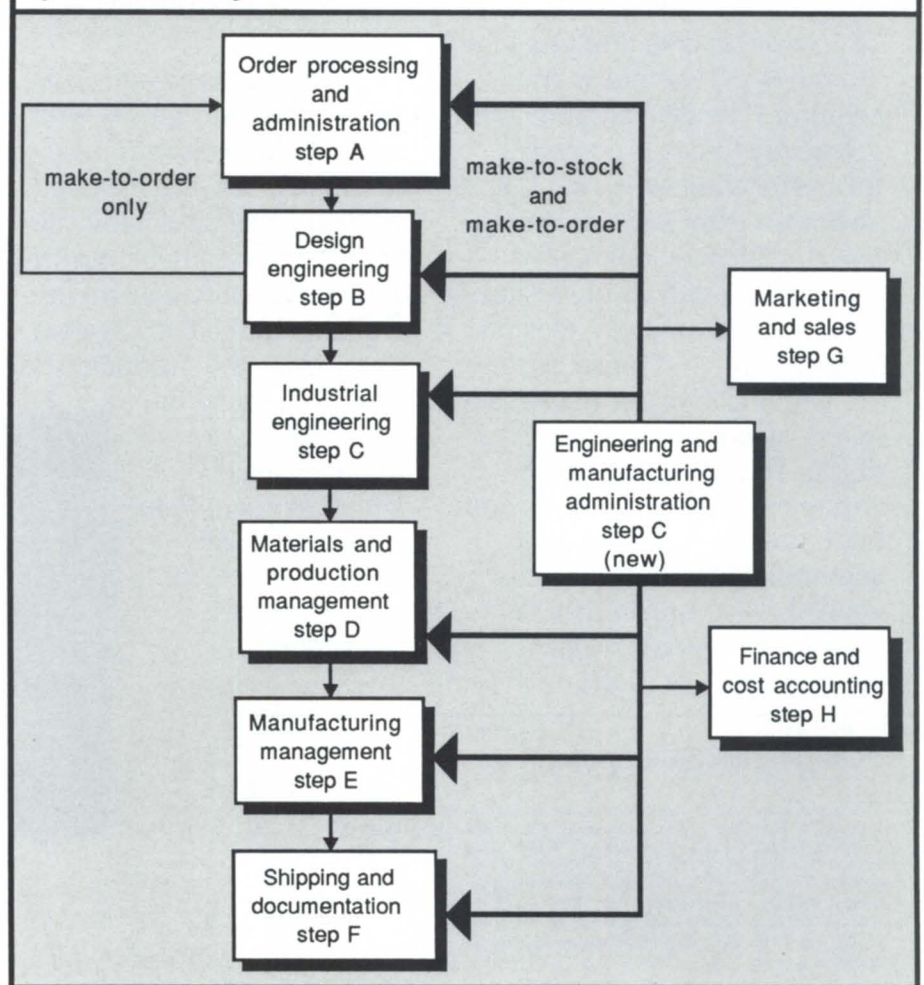 Order processing
and
administration
step A
make-to-order
only
make-to-stock
and
make-to-order
Design
engineering
step B
Marketing
and sales
step G
Industrial
engineering
step C
Engineering and
manufacturing
administration
step C
(new)
Materials and
production
management
step D
Finance and
cost accounting
step H
Manufacturing
management
step E
Shipping and
documentation
step F